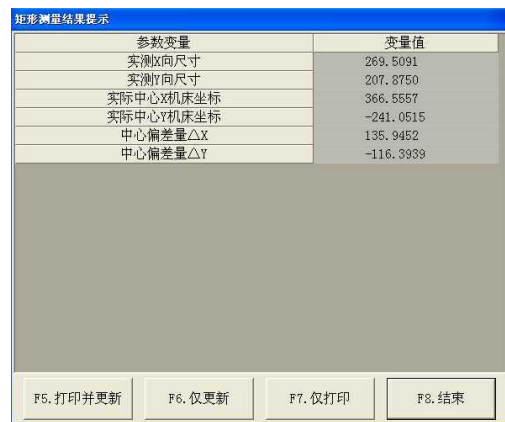 矩形测量结果提示
参数变量 变量值
实测X向尺寸 269.5091
实测Y向尺寸 207.8750
实际中心X机床坐标 366.5557
实际中心Y机床坐标 -241.0515
中心偏差量△X 135.9452
中心偏差量△Y -116.3939
F5.打印并更新 F6.仅更新 F7.仅打印 F8.结束